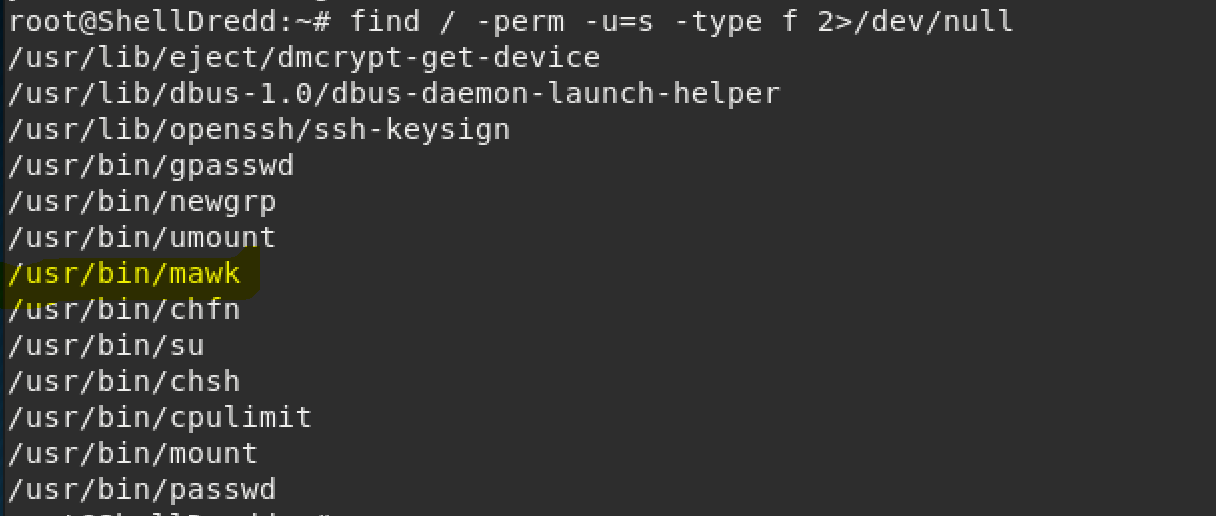 root@ShellDredd:~# find / -perm -u=s -type f 2>/dev/null
/usr/lib/eject/dmcrypt-get-device
/usr/lib/dbus-1.0/dbus-daemon-launch-helper
/usr/lib/openssh/ssh-keysign
/usr/bin/gpasswd
/usr/bin/newgrp
/usr/bin/umount
/usr/bin/mawk
/usr/bin/chfn
/usr/bin/su
/usr/bin/chsh
/usr/bin/cpulimit
/usr/bin/mount
/usr/bin/passwd